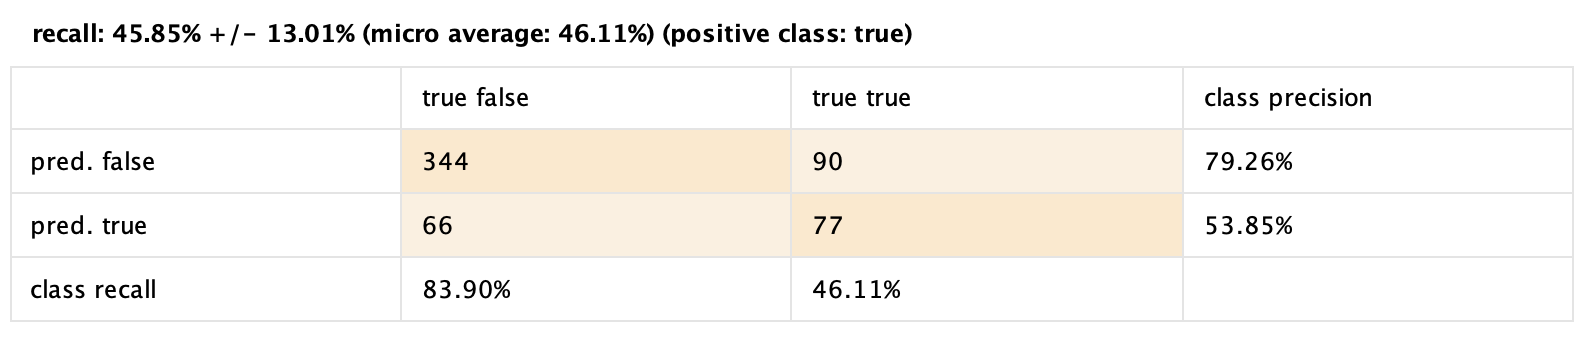 recall: 45.85% +/- 13.01% (micro average: 46.11%) (positive class: true)
true false true true class precision
pred. false 344 90 79.26%
pred. true 66 77 53.85%
class recall 83.90% 46.11%